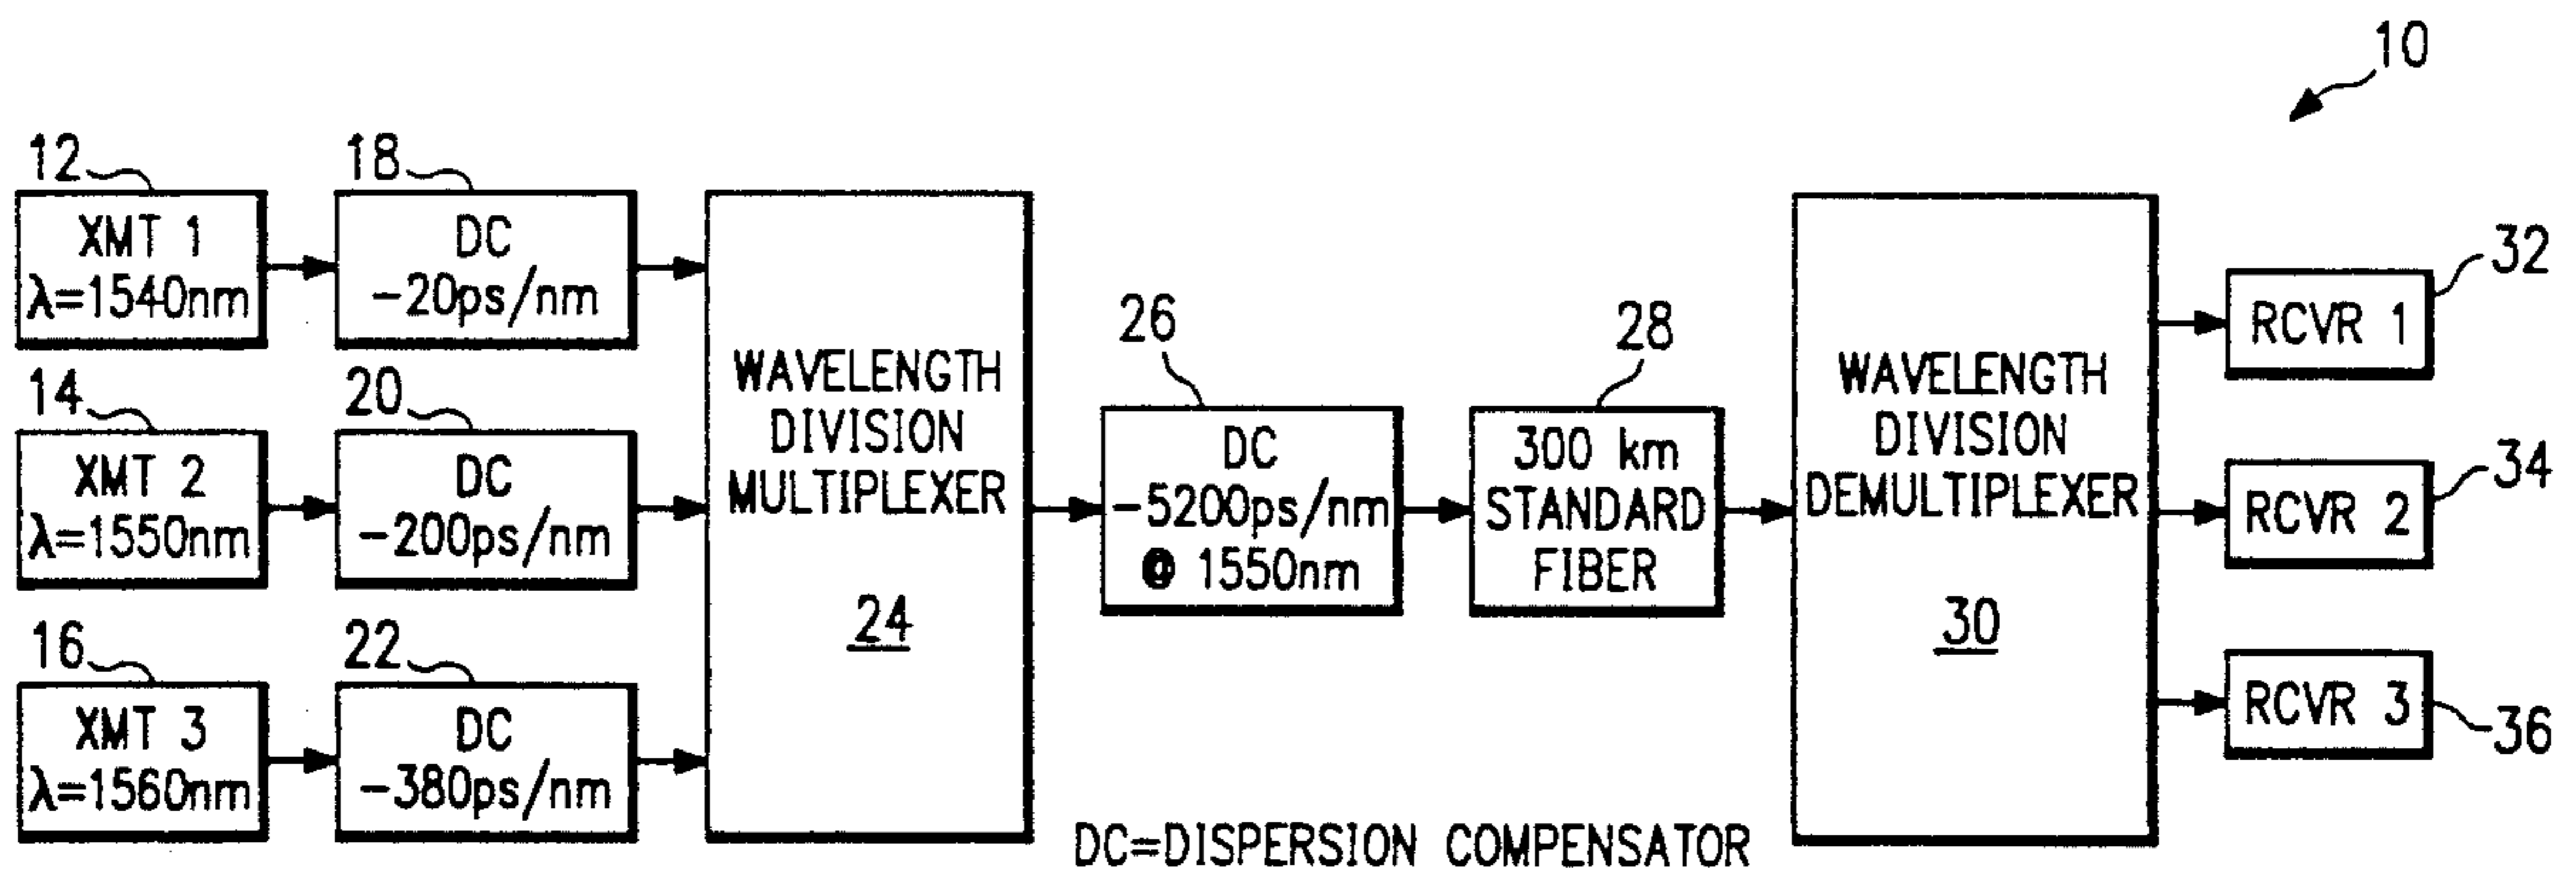 10
12
XMT 1
λ=1540nm
18
DC
-20ps/nm
14
XMT 2
λ=1550nm
20
DC
-200ps/nm
16
XMT 3
λ=1560nm
22
DC
-380ps/nm
WAVELENGTH
DIVISION
MULTIPLEXER
24
26
DC
-5200ps/nm
@ 1550nm
28
300 km
STANDARD
FIBER
WAVELENGTH
DIVISION
DEMULTIPLEXER
30
32
RCVR 1
34
RCVR 2
RCVR 3
36
DC=DISPERSION COMPENSATOR